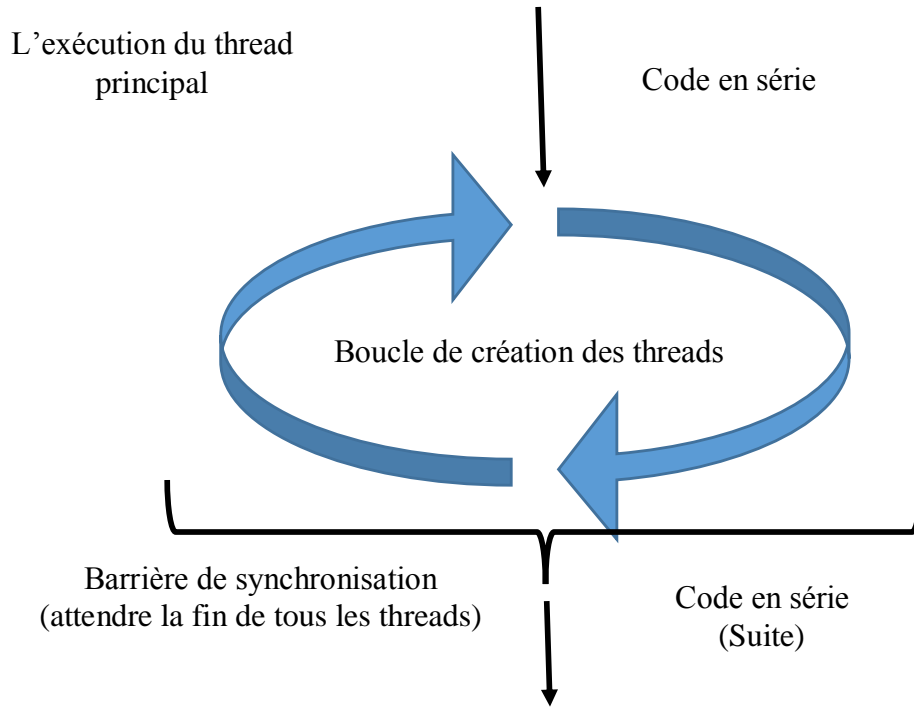 L’exécution du thread
principal
Code en série
Boucle de création des threads
Barrière de synchronisation
(attendre la fin de tous les threads)
Code en série
(Suite)